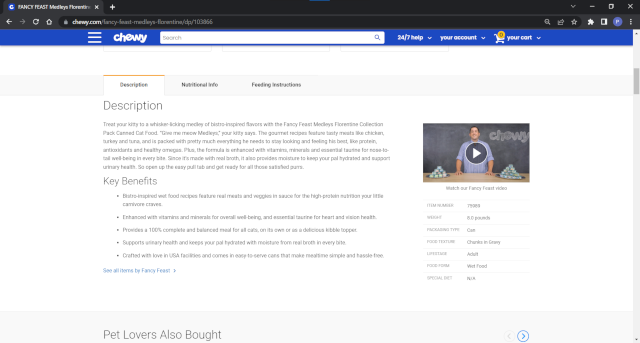 FANCY FEAST Medleys Florentine
chewy.com/fancy-feast-medleys-florentine/dp/103866
chewy
Search
24/7 help
your account
your cart
Description
Nutritional Info
Feeding Instructions
Description
Treat your kitty to a whisker-licking medley of bistro-inspired flavors with the Fancy Feast Medleys Florentine Collection
Pack Canned Cat Food. "Give me meow Medleys," your kitty says. The gourmet recipes feature tasty meats like chicken,
turkey and tuna, and is packed with pretty much everything he needs to stay looking and feeling his best, like protein,
antioxidants and healthy omegas. Plus, the formula is enhanced with vitamins, minerals and essential taurine for nose-to-
tail well-being in every bite. Since it's made with real broth, it also provides moisture to keep your pal hydrated and support
urinary health. So open up the easy pull tab and get ready for all those satisfied purrs.
Key Benefits
Bistro-inspired wet food recipes feature real meats and veggies in sauce for the high-protein nutrition your little
carnivore craves.
Enhanced with vitamins and minerals for overall well-being, and essential taurine for heart and vision health.
Provides a 100% complete and balanced meal for all cats, on its own or as a delicious kibble topper.
Supports urinary health and keeps your pal hydrated with moisture from real broth in every bite.
Crafted with love in USA facilities and comes in easy-to-serve cans that make mealtime simple and hassle-free.
See all items by Fancy Feast
chewy
Watch our Fancy Feast video
ITEM NUMBER
WEIGHT 6.0 pounds
PACKAGING TYPE Can
FOOD TEXTURE Chunks in Gravy
LIFESTAGE Adult
FOOD FORM Wet Food
SPECIAL DIET N/A
Pet Lovers Also Bought